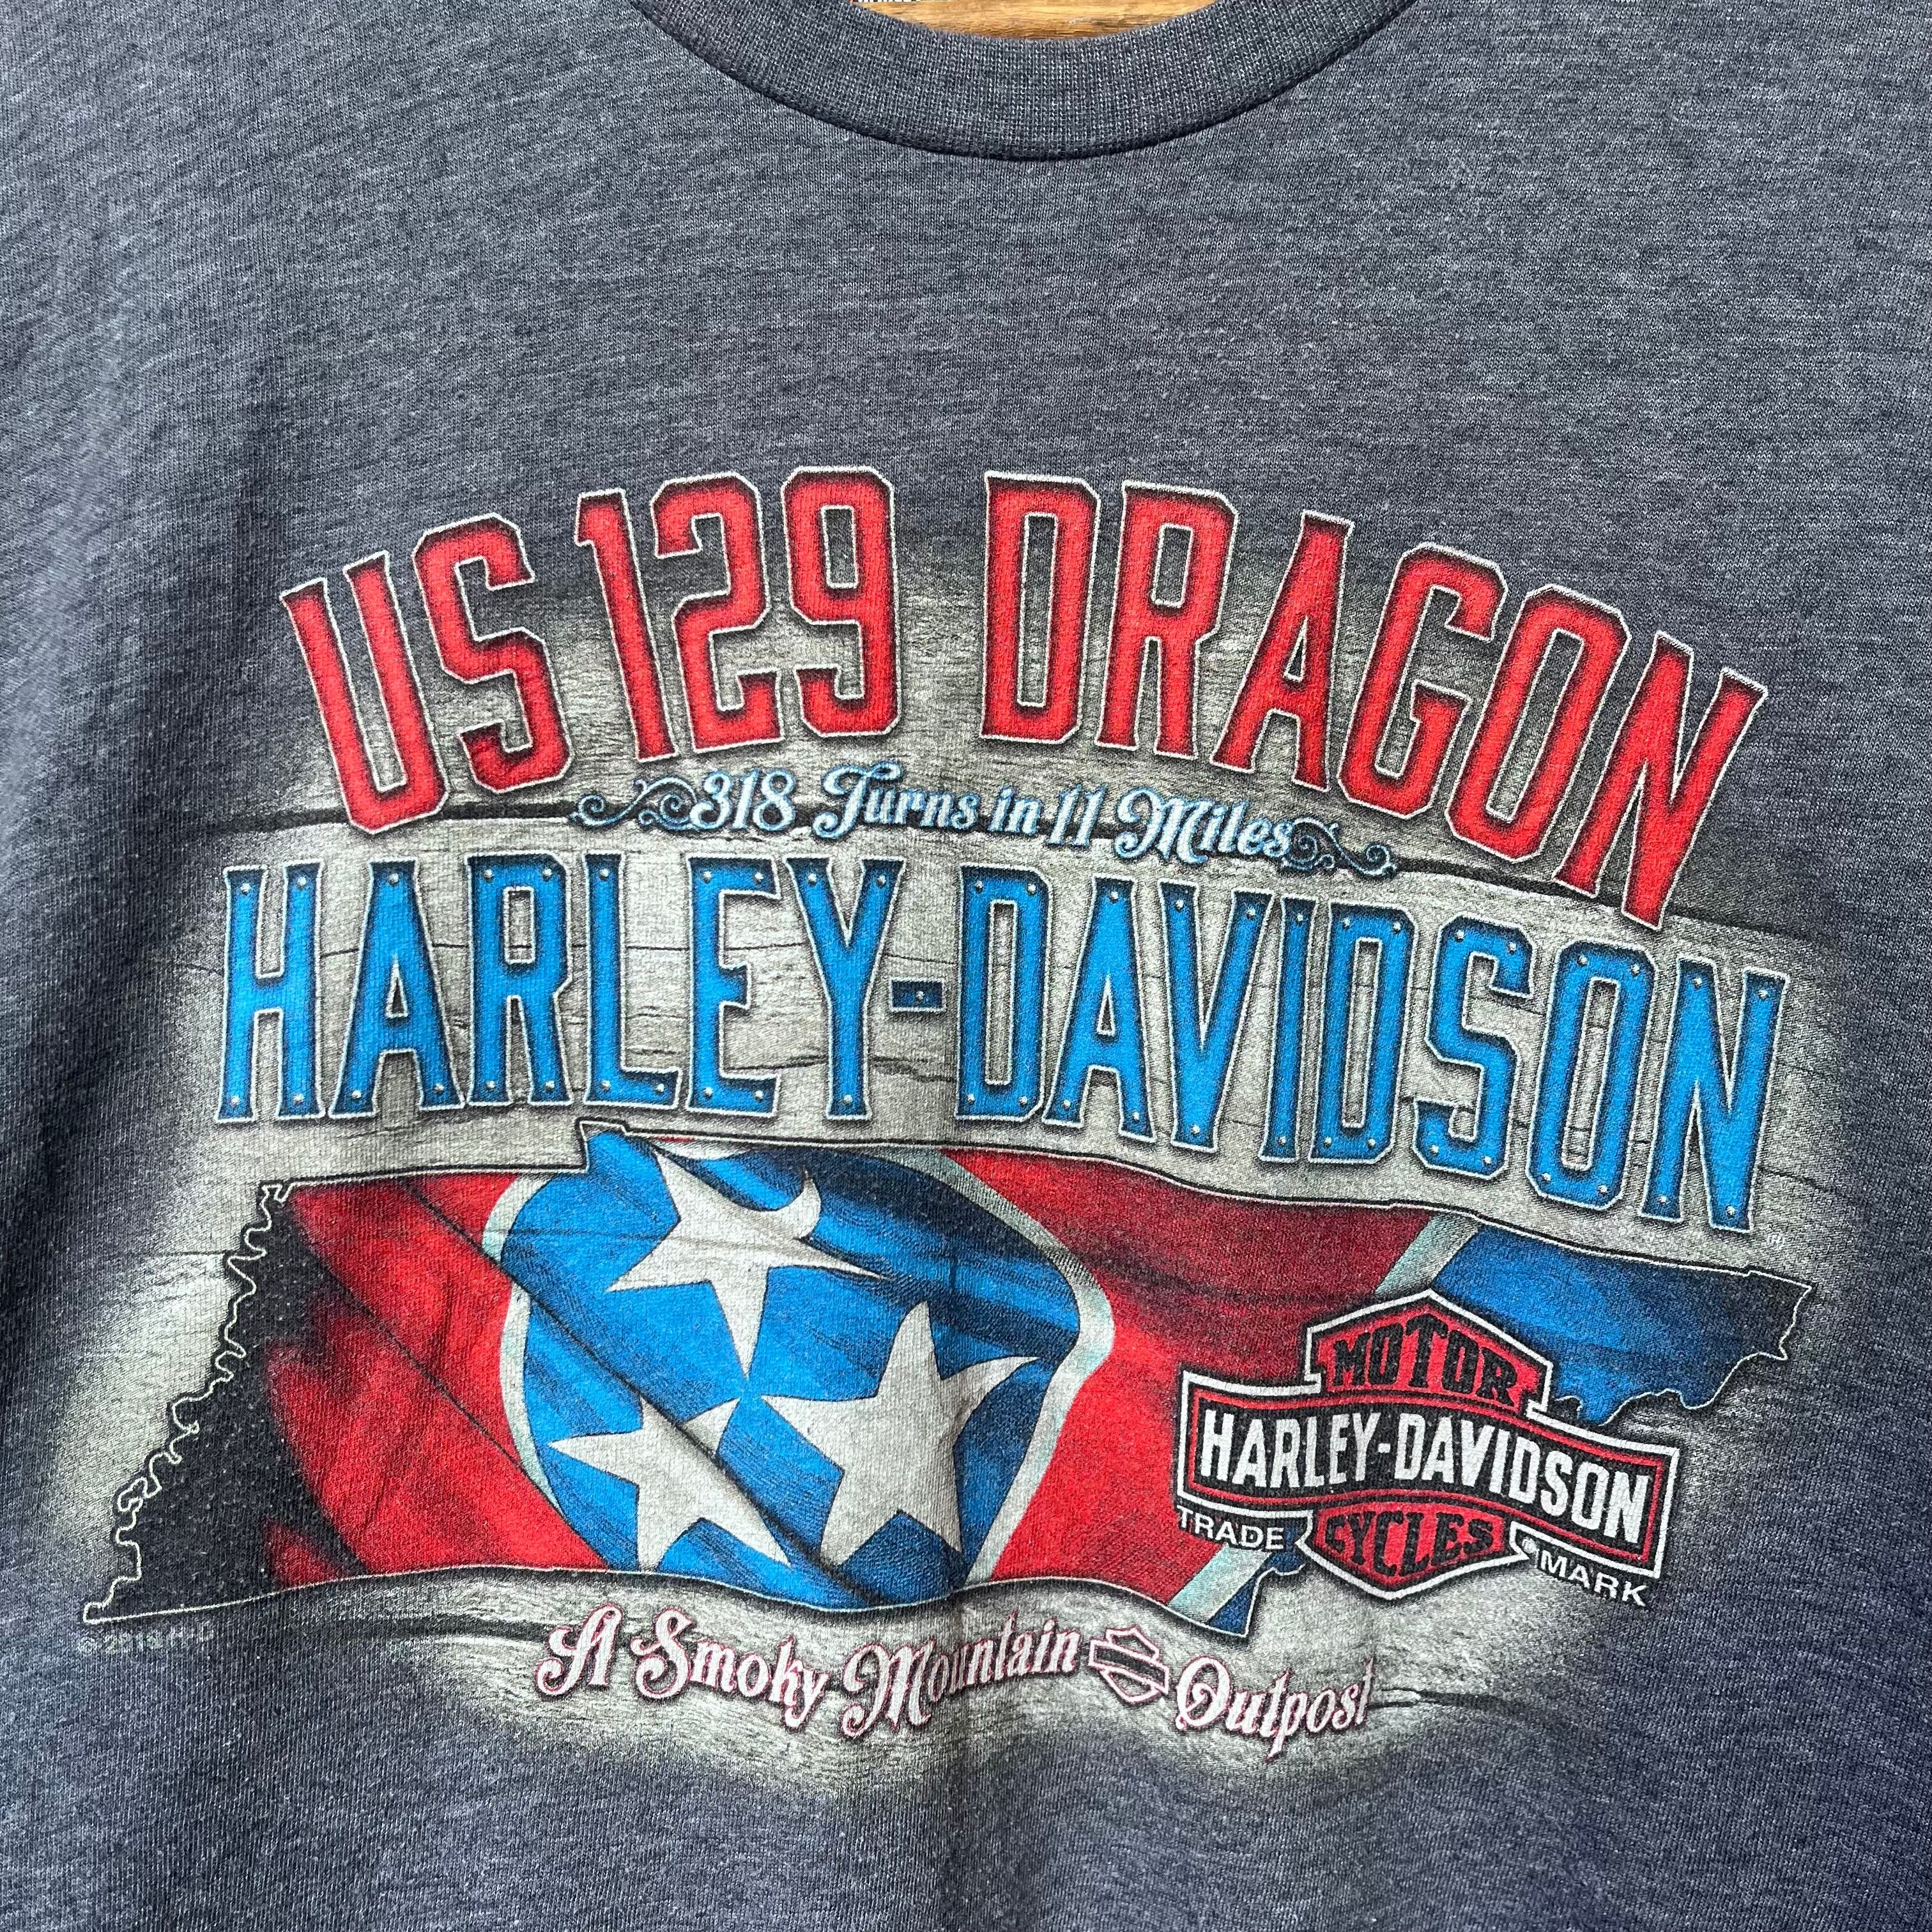 US 129 DRAGON
318 Turns in 11 Miles
HARLEY-DAVIDSON
MOTOR
HARLEY-DAVIDSON
CYCLES
TRADE ® MARK
A Smoky Mountain Outpost